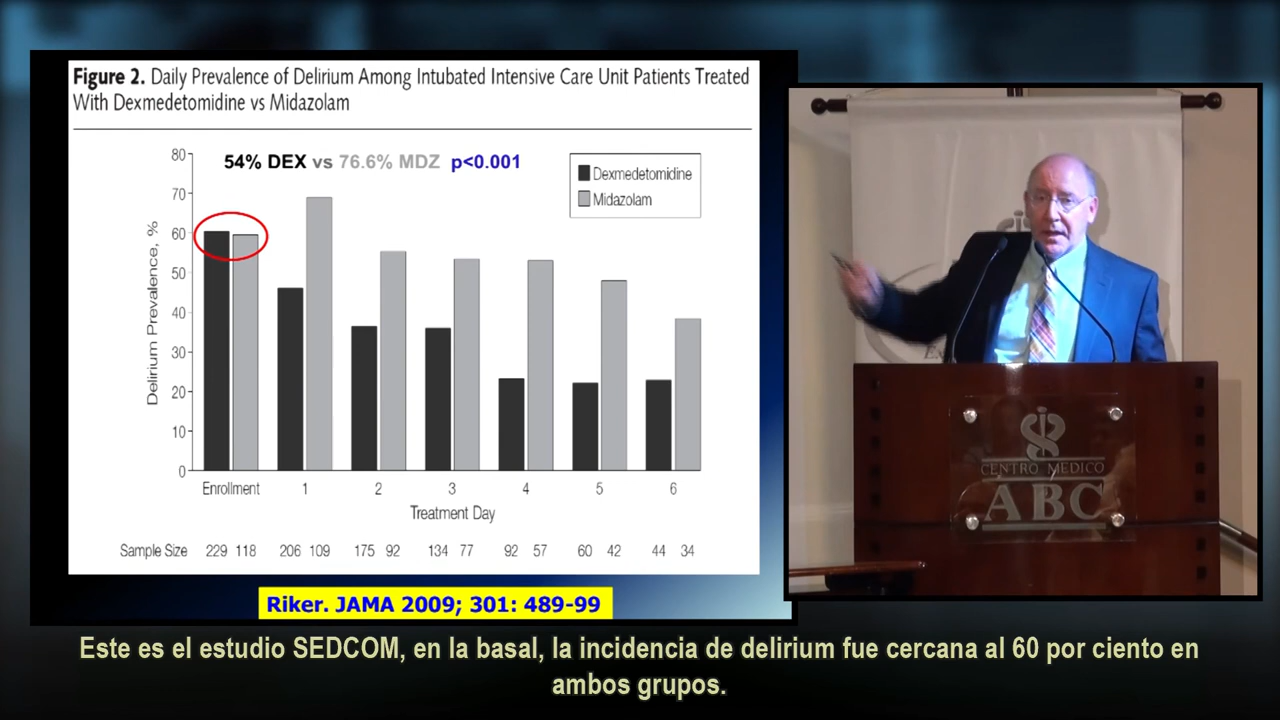 Figure 2. Daily Prevalence of Delirium Among Intubated Intensive Care Unit Patients Treated
With Dexmedetomidine vs Midazolam
54% DEX vs 76.6% MDZ p<0.001
Dexmedetomidine
Midazolam
Delirium Prevalence, %
80
70
60
50
40
30
20
10
0
Enrollment 1 2 3 4 5 6
Treatment Day
Sample Size 229 118 206 109 175 92 134 77 92 57 60 42 44 34
Riker. JAMA 2009; 301: 489-99
CENTRO MEDICO
ABC
Este es el estudio SEDCOM, en la basal, la incidencia de delirium fue cercana al 60 por ciento en
ambos grupos.